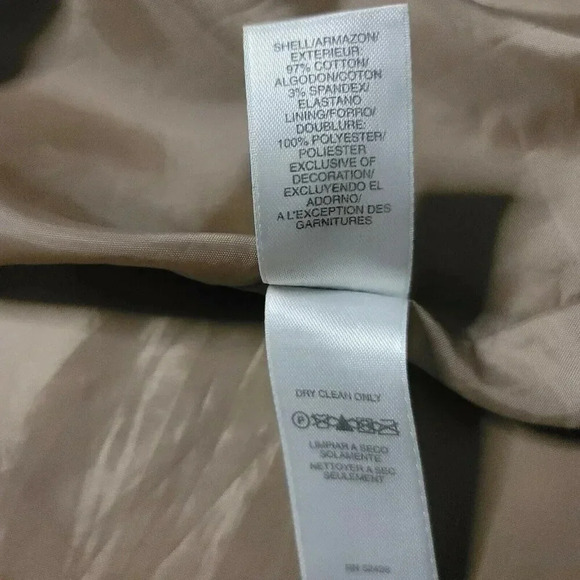 SHELL/ARMAZON/
EXTERIEUR:
97% COTTON/
ALGODON/COTON
3% SPANDEX/
ELASTANO
LINING/FORRO/
DOUBLURE:
100% POLYESTER/
POLIESTER
EXCLUSIVE OF
DECORATION/
EXCLUYENDO EL
ADORNO/
A L'EXCEPTION DES
GARNITURES
DRY CLEAN ONLY
P
LIMPIAR A SECO
SOLAMENTE
NETTOYER A SEC
SEULEMENT
RN